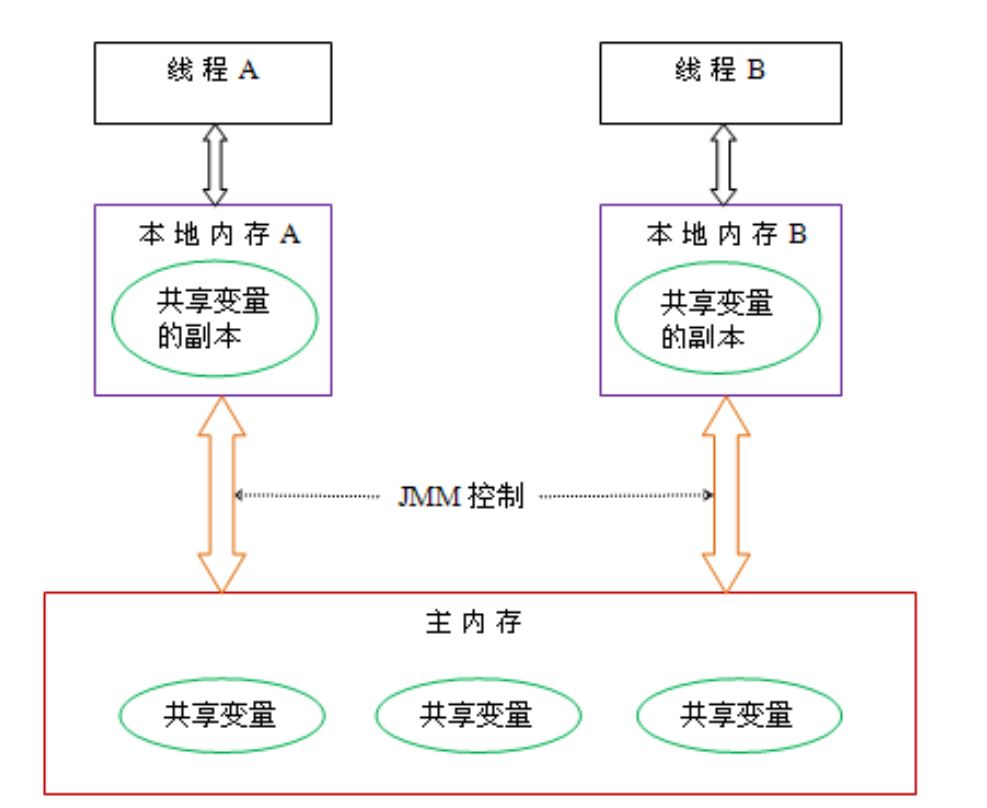 线程 A
线程 B
本地内存 A
本地内存 B
共享变量
的副本
共享变量
的副本
JMM 控制
主内存
共享变量
共享变量
共享变量